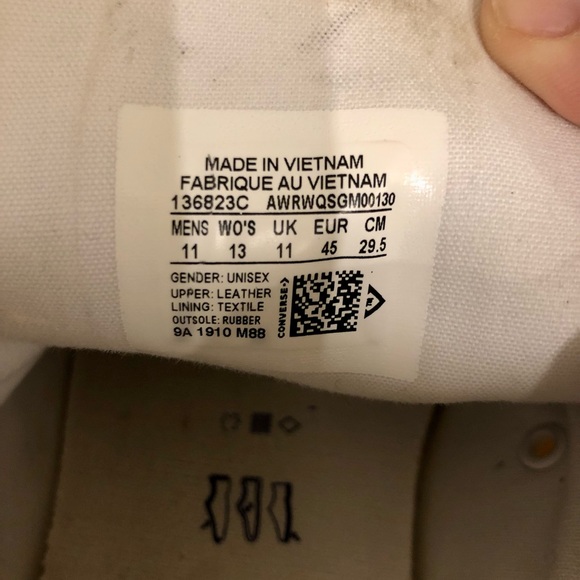 MADE IN VIETNAM
FABRIQUE AU VIETNAM
136823C AWRWQSGM00130
MENS WO'S UK EUR CM
11 13 11 45 29.5
GENDER: UNISEX
UPPER: LEATHER
LINING: TEXTILE
OUTSOLE: RUBBER
9A 1910 M88
CONVERSE
E